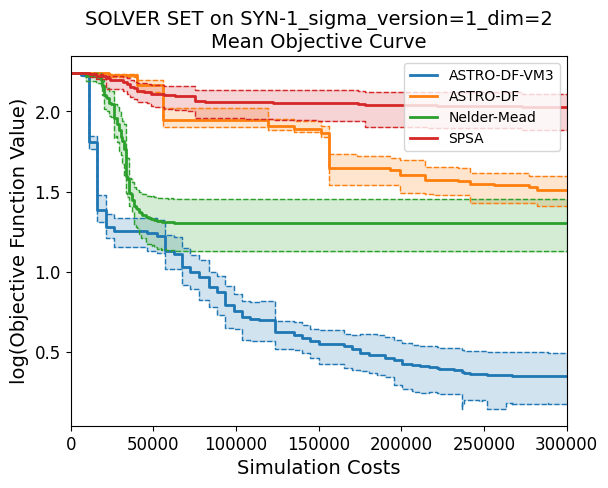 SOLVER SET on SYN-1_sigma_version=1_dim=2
Mean Objective Curve
log(Objective Function Value)
2.0
1.5
1.0
0.5
ASTRO-DF-VM3
ASTRO-DF
Nelder-Mead
SPSA
0
50000
100000
150000
200000
250000
300000
Simulation Costs